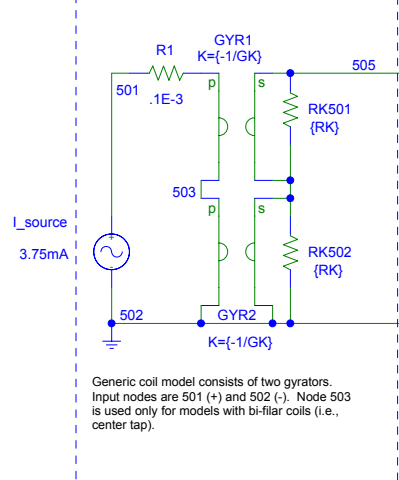 GYR1
R1
K={-1/GK}
505
p
s
501
.1E-3
RK501
{RK}
503
p
s
I_source
3.75mA
RK502
{RK}
502
GYR2
K={-1/GK}
Generic coil model consists of two gyrators.
Input nodes are 501 (+) and 502 (-).  Node 503
is used only for models with bi-filar coils (i.e.,
center tap).